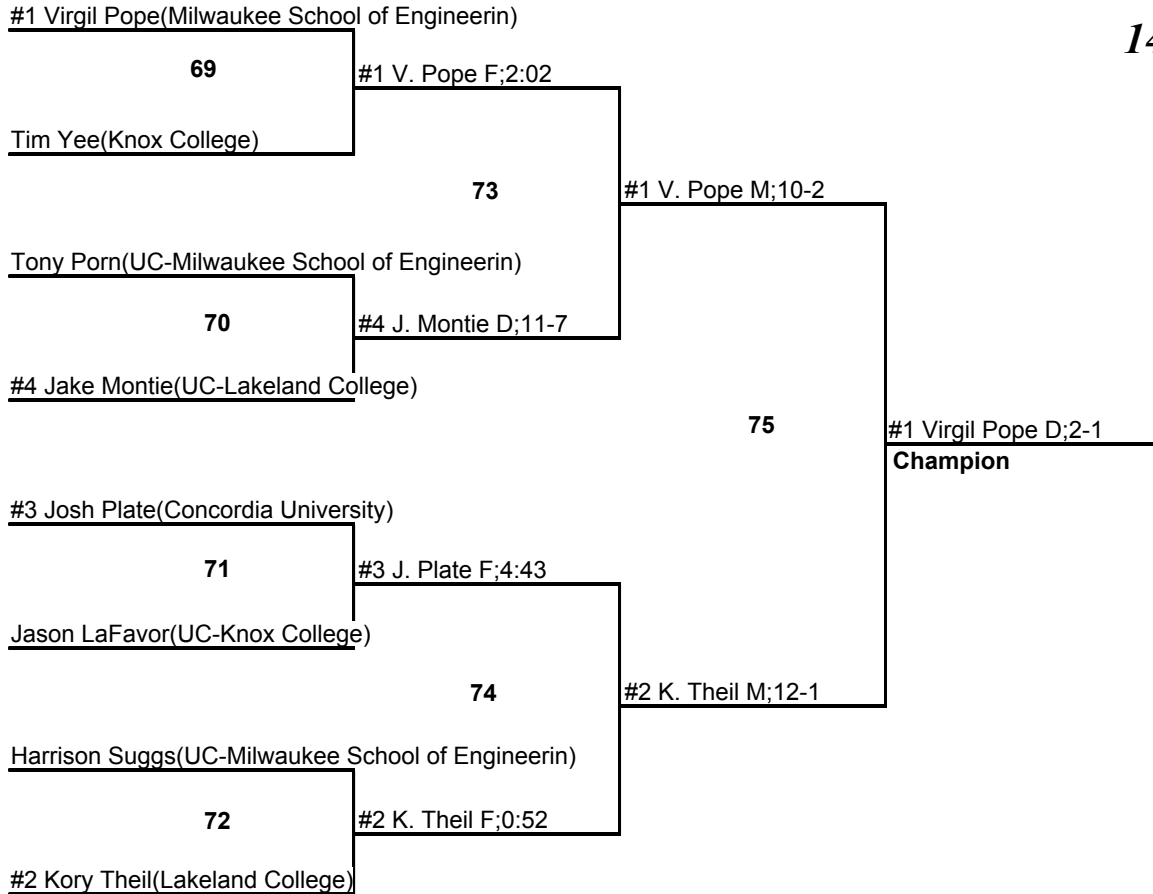 #1 Virgil Pope(Milwaukee School of Engineerin)
14
69
#1 V. Pope F;2:02
Tim Yee(Knox College)
73
#1 V. Pope M;10-2
Tony Porn(UC-Milwaukee School of Engineerin)
70
#4 J. Montie D;11-7
#4 Jake Montie(UC-Lakeland College)
75
#1 Virgil Pope D;2-1
Champion
#3 Josh Plate(Concordia University)
71
#3 J. Plate F;4:43
Jason LaFavor(UC-Knox College)
74
#2 K. Theil M;12-1
Harrison Suggs(UC-Milwaukee School of Engineerin)
72
#2 K. Theil F;0:52
#2 Kory Theil(Lakeland College)